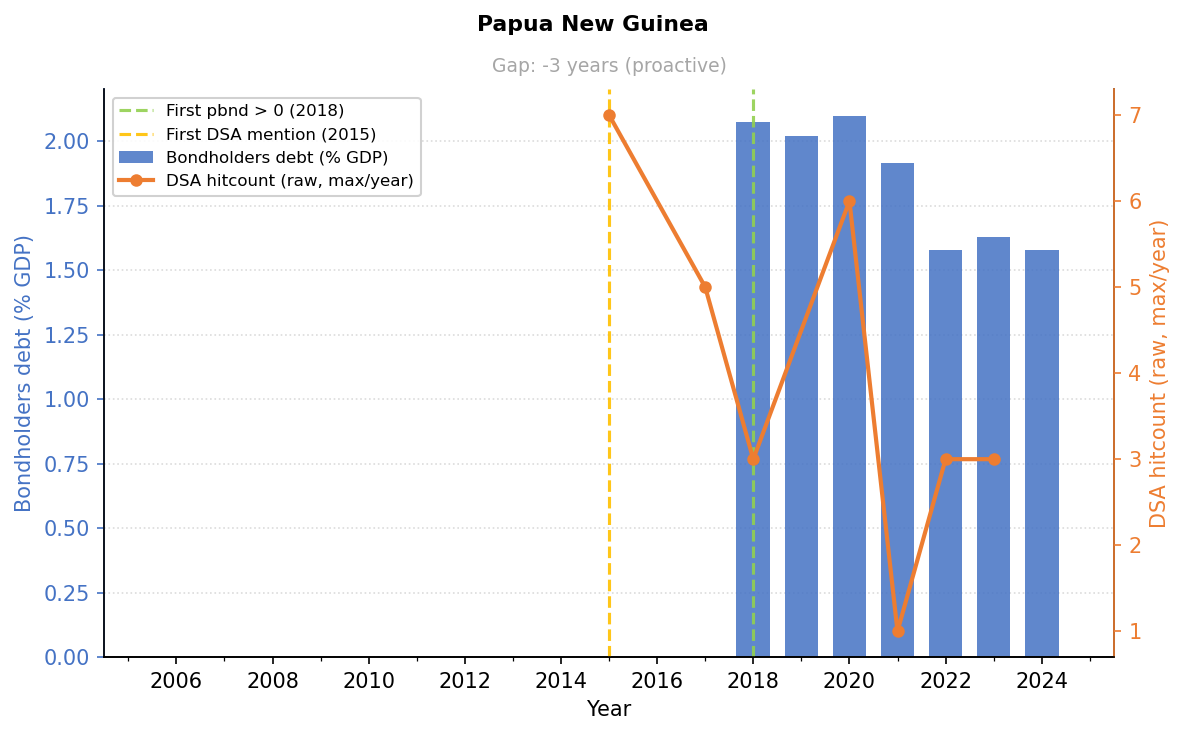 Papua New Guinea
Gap: -3 years (proactive)
First pbnd > 0 (2018)
First DSA mention (2015)
Bondholders debt (% GDP)
DSA hitcount (raw, max/year)
Bondholders debt (% GDP)
2.00
1.75
1.50
1.25
1.00
0.75
0.50
0.25
0.00
7
6
5
4
3
2
1
DSA hitcount (raw, max/year)
2006 2008 2010 2012 2014 2016 2018 2020 2022 2024
Year